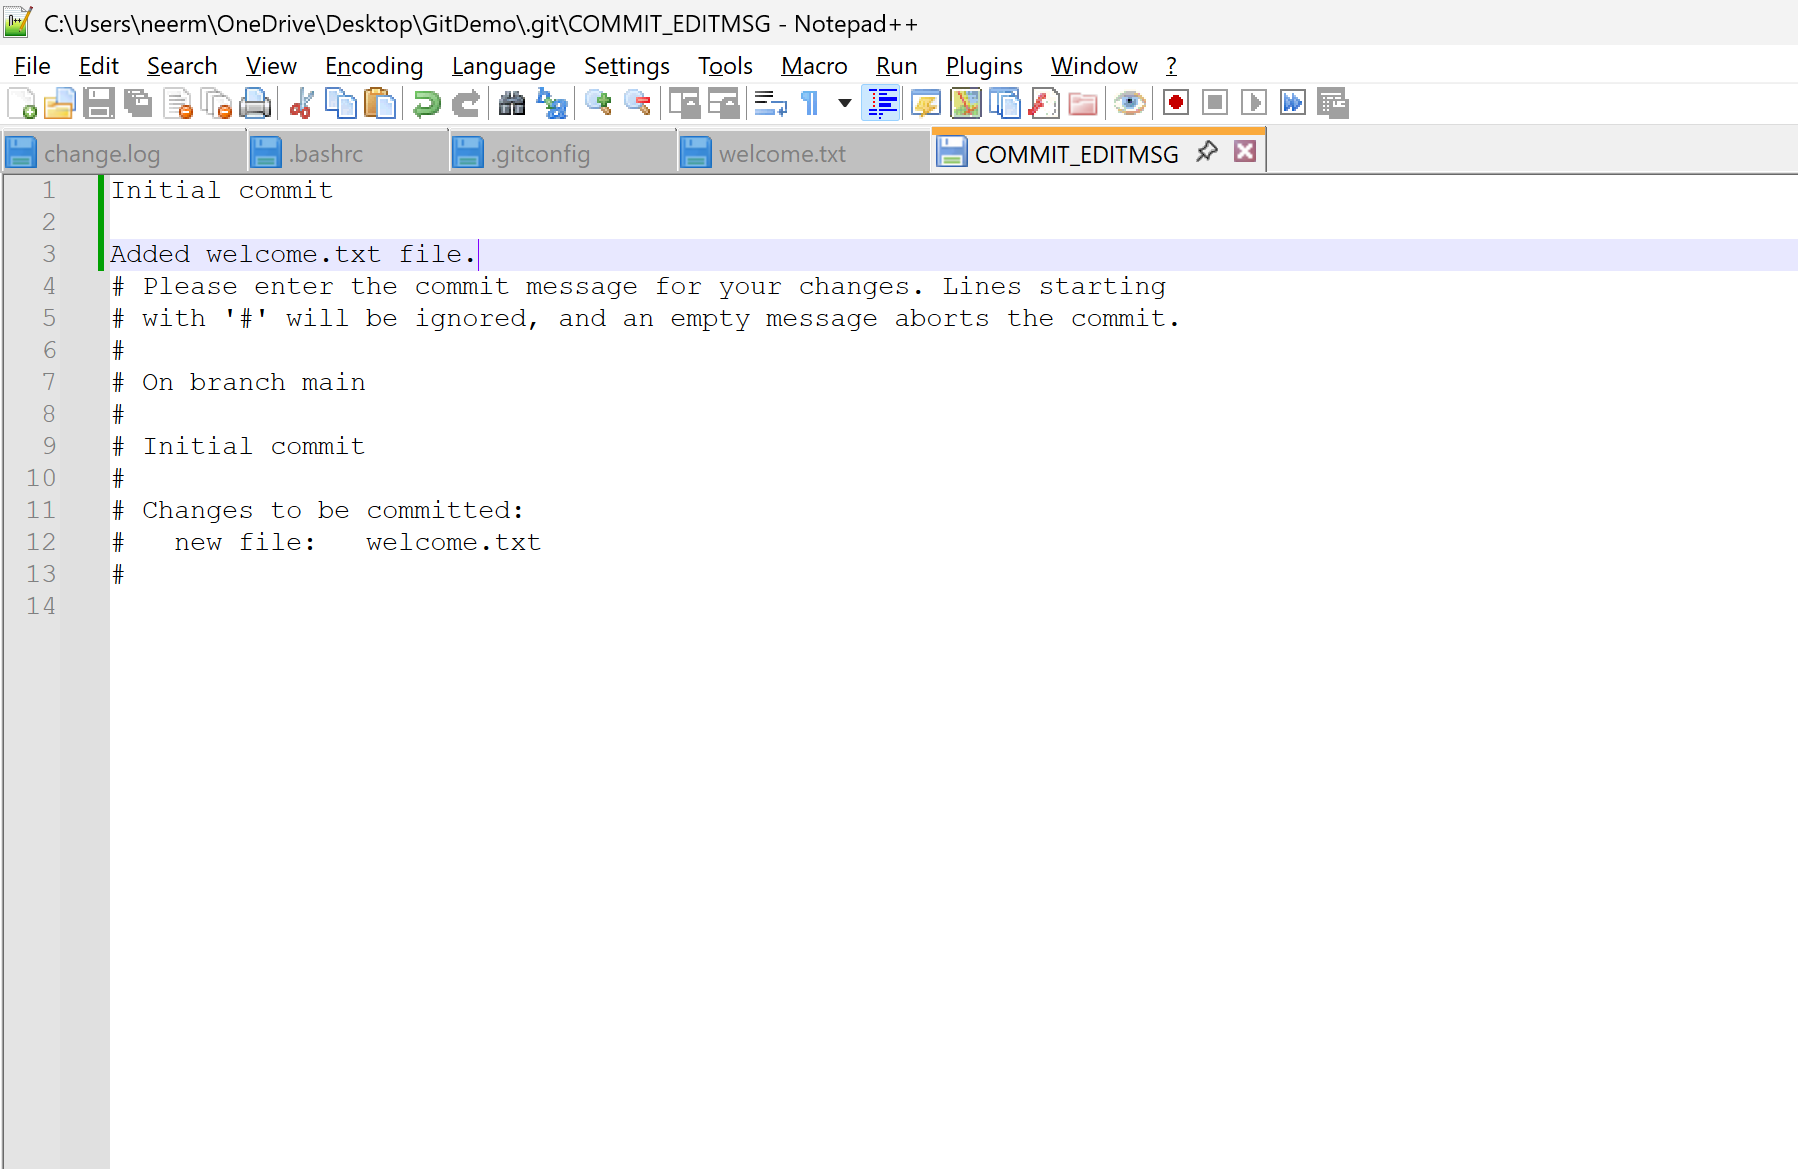 C:\Users\neerm\OneDrive\Desktop\GitDemo\.git\COMMIT_EDITMSG - Notepad++
File Edit Search View Encoding Language Settings Tools Macro Run Plugins Window ?
change.log .bashrc .gitconfig welcome.txt COMMIT_EDITMSG
1 Initial commit
2
3 Added welcome.txt file.
4 # Please enter the commit message for your changes. Lines starting
5 # with '#' will be ignored, and an empty message aborts the commit.
6 #
7 # On branch main
8 #
9 # Initial commit
10 #
11 # Changes to be committed:
12 #   new file:   welcome.txt
13 #
14